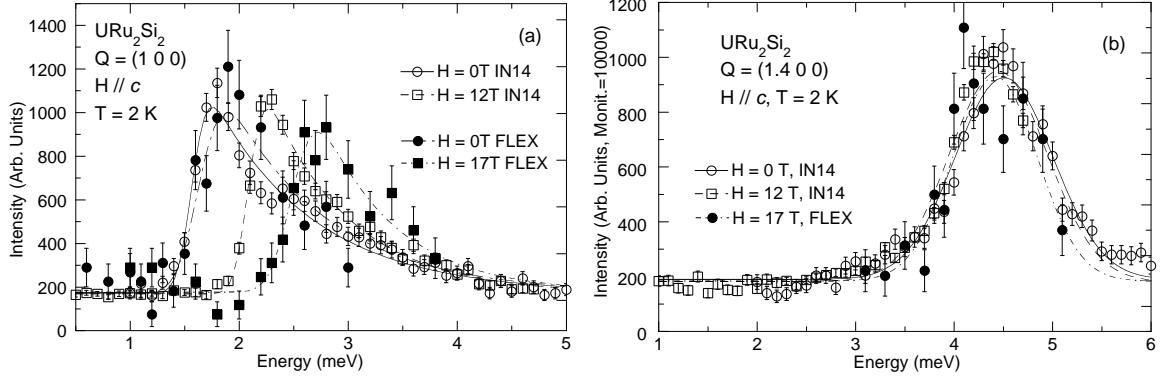 1400
1200
1000
800
600
400
200
0
Intensity (Arb. Units)
URu₂Si₂
Q = (1 0 0)
H // c
T = 2 K
(a)
H = 0T IN14
H = 12T IN14
H = 0T FLEX
H = 17T FLEX
1 2 3 4 5
Energy (meV)
1200
1000
800
600
400
200
0
Intensity (Arb. Units, Monit.=10000)
URu₂Si₂
Q = (1.4 0 0)
H // c, T = 2 K
(b)
H = 0 T, IN14
H = 12 T, IN14
H = 17 T, FLEX
1 2 3 4 5 6
Energy (meV)